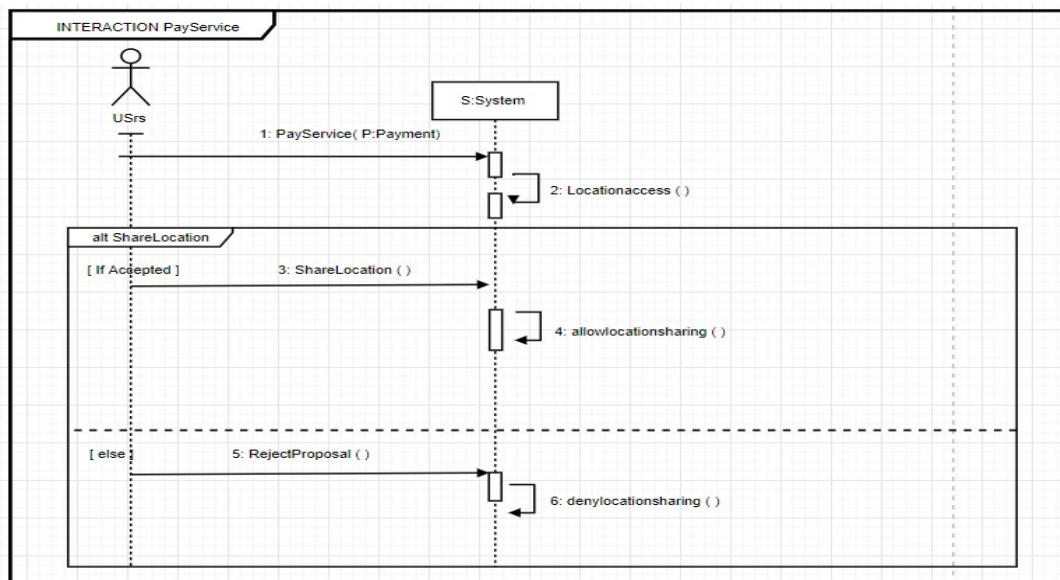 INTERACTION PayService
USrs
S:System
1: PayService( P:Payment)
2: Locationaccess ( )
alt ShareLocation
[ If Accepted ]
3: ShareLocation ( )
4: allowlocationsharing ( )
[ else ]
5: RejectProposal ( )
6: denylocationsharing ( )